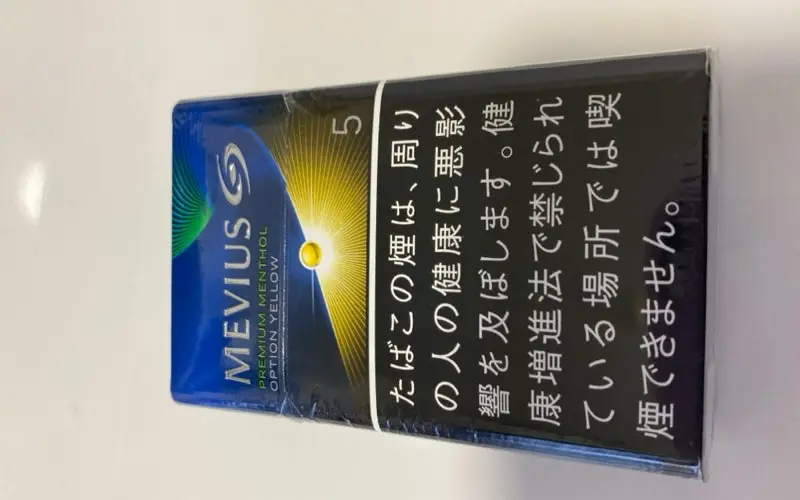 MEVIUS
PREMIUM MENTHOL
OPTION YELLOW
5
たばこの煙は、周り
の人の健康に悪影
響を及ぼします。健
康増進法で禁じられ
ている場所では喫
煙できません。